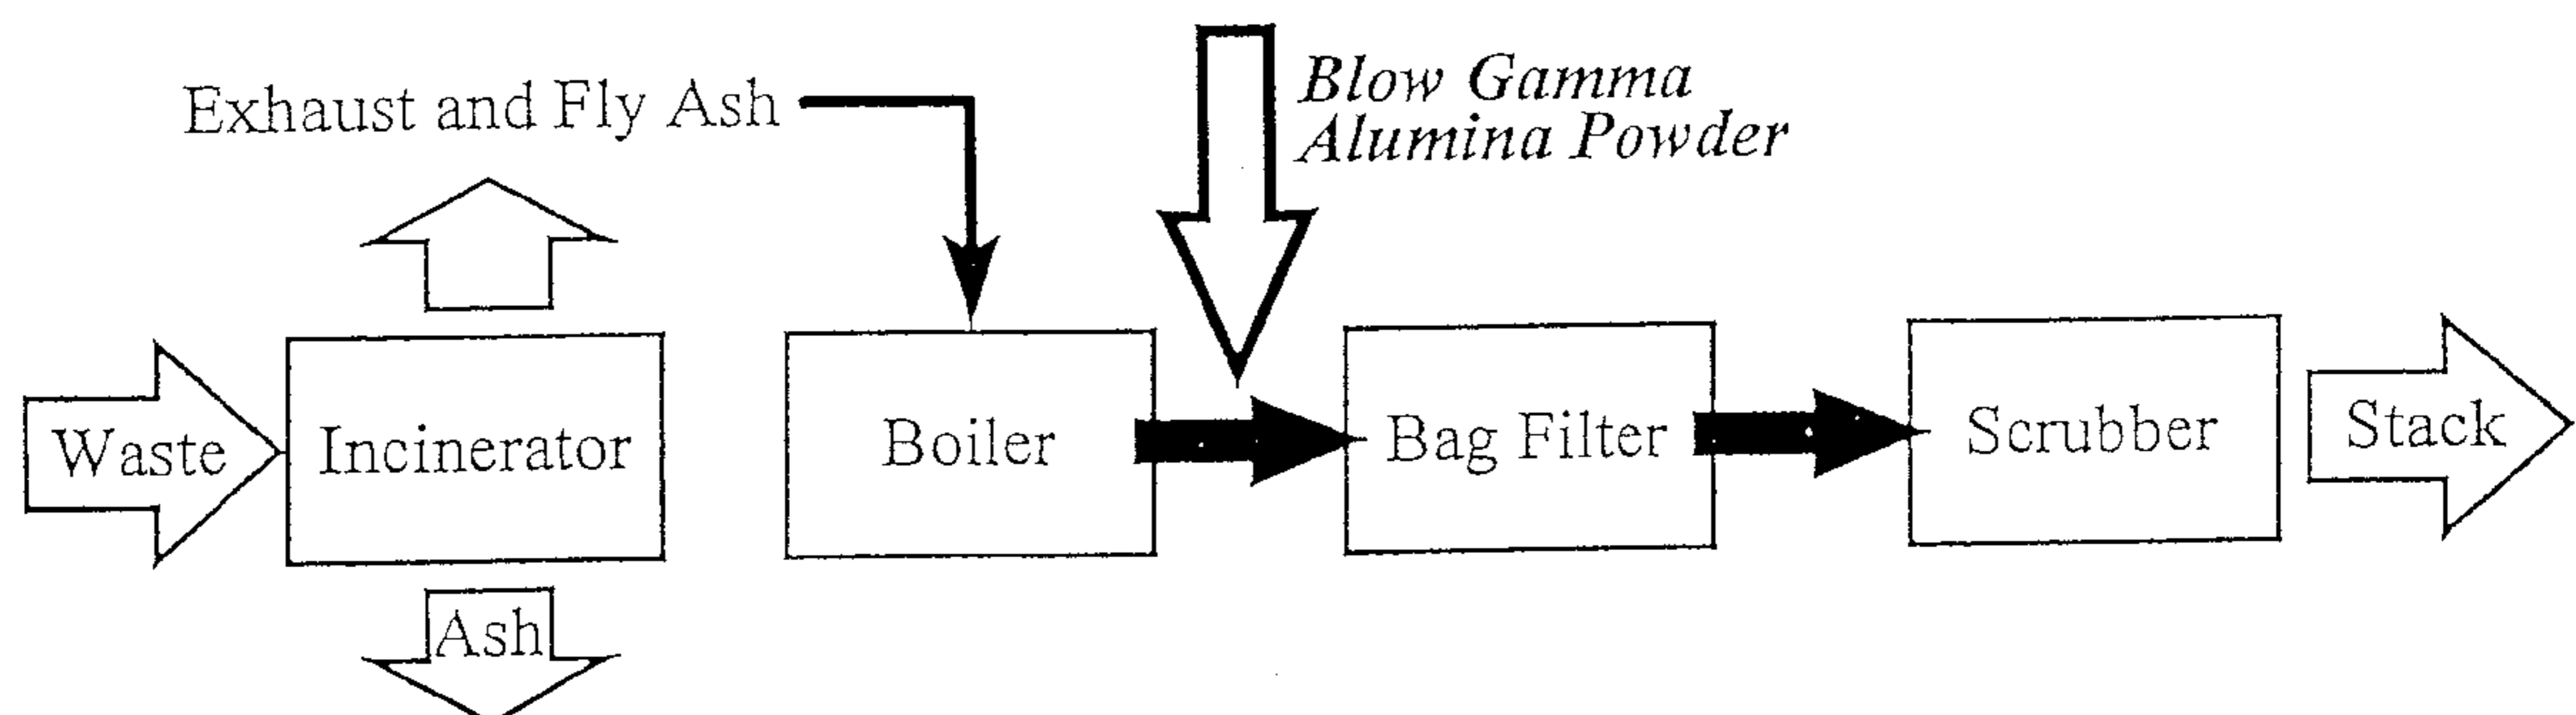 Exhaust and Fly Ash
Blow Gamma
Alumina Powder
Waste
Incinerator
Boiler
Bag Filter
Scrubber
Stack
Ash